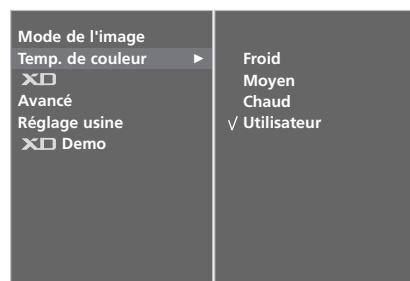 Mode de l'image
Temp. de couleur ►
XD
Avancé
Réglage usine
XD Demo
Froid
Moyen
Chaud
√ Utilisateur